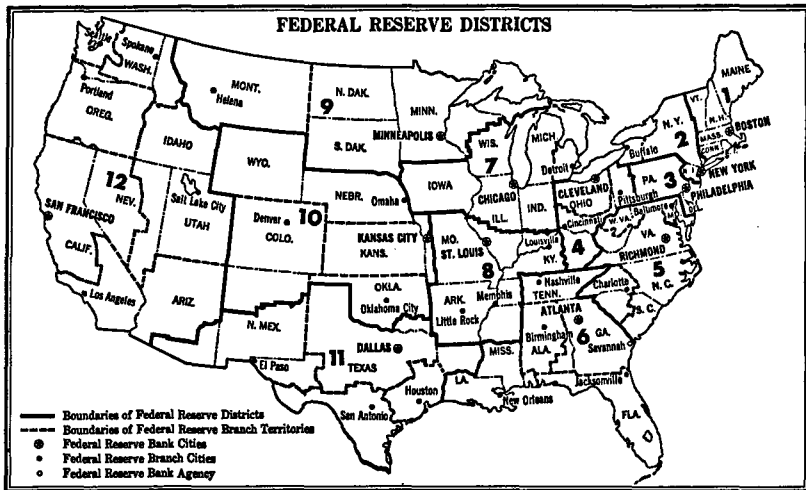 FEDERAL RESERVE DISTRICTS
Seattle
Spokane
WASH.
Portland
OREG.
MONT.
Helena
IDAHO
WYO.
12
NEV.
Salt Lake City
UTAH
SAN FRANCISCO
CALIF.
Los Angeles
ARIZ.
N. DAK.
9
S. DAK.
MINN.
MINNEAPOLIS
NEBR.
Omaha
Denver
10
COLO.
KANSAS CITY
KANS.
OKLA.
Oklahoma City
N. MEX.
El Paso
11
DALLAS
TEXAS
Houston
San Antonio
WIS.
7
MICH
Detroit
IOWA
CHICAGO
ILL.
IND.
MO.
ST. LOUIS
8
ARK.
Little Rock
Memphis
Louisville
KY.
4
CLEVELAND
OHIO
Cincinnati
Pittsburgh
PA.
3
PHILADELPHIA
N.Y.
2
Buffalo
NEW YORK
N.J.
MAINE
1
VT.
N.H.
MASS.
BOSTON
CONN
W. VA.
Baltimore
MD.
DEL
VA.
RICHMOND
5
N.C.
Charlotte
S.C.
Nashville
TENN.
ATLANTA
6
GA.
Birmingham
ALA.
Savannah
Jacksonville
FLA.
MISS.
LA.
New Orleans
Boundaries of Federal Reserve Districts
Boundaries of Federal Reserve Branch Territories
Federal Reserve Bank Cities
Federal Reserve Branch Cities
Federal Reserve Bank Agency